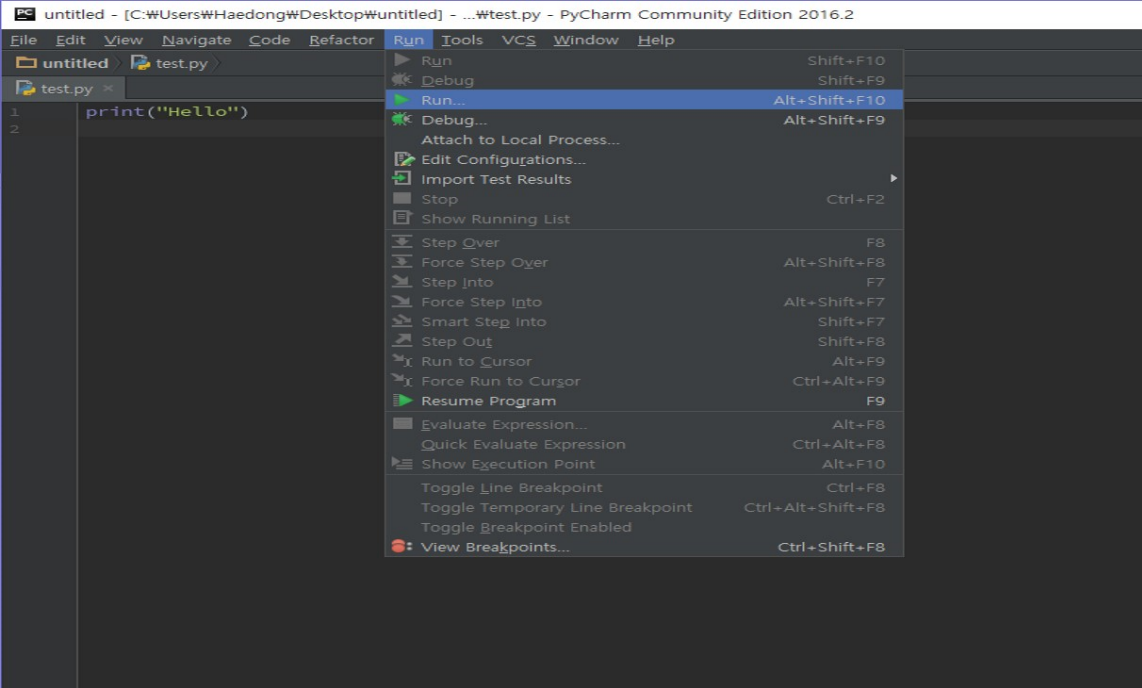 PC untitled - [C:₩Users₩Haedong₩Desktop₩untitled] - ...₩test.py - PyCharm Community Edition 2016.2
File Edit View Navigate Code Refactor Run Tools VCS Window Help
untitled test.py
test.py ×
1 print("Hello")
2
Run Shift+F10
Debug Shift+F9
Run... Alt+Shift+F10
Debug... Alt+Shift+F9
Attach to Local Process...
Edit Configurations...
Import Test Results
Stop Ctrl+F2
Show Running List
Step Over F8
Force Step Over Alt+Shift+F8
Step Into F7
Force Step Into Alt+Shift+F7
Smart Step Into Shift+F7
Step Out Shift+F8
Run to Cursor Alt+F9
Force Run to Cursor Ctrl+Alt+F9
Resume Program F9
Evaluate Expression... Alt+F8
Quick Evaluate Expression Ctrl+Alt+F8
Show Execution Point Alt+F10
Toggle Line Breakpoint Ctrl+F8
Toggle Temporary Line Breakpoint Ctrl+Alt+Shift+F8
Toggle Breakpoint Enabled
View Breakpoints... Ctrl+Shift+F8